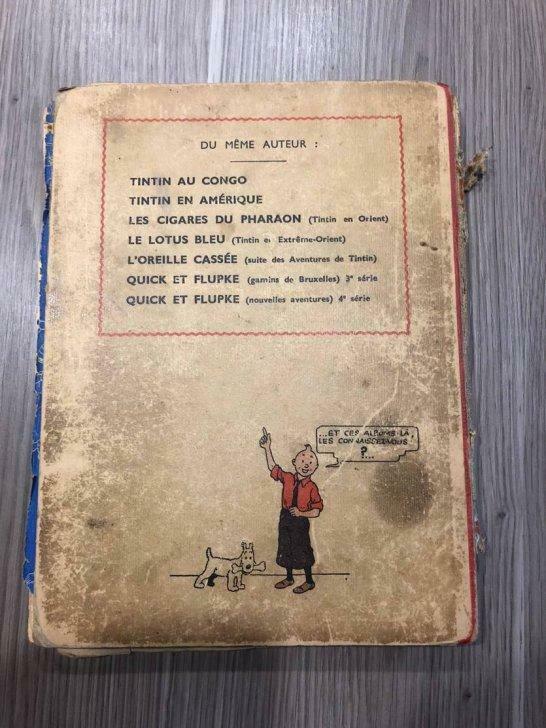 DU MÊME AUTEUR :
TINTIN AU CONGO
TINTIN EN AMÉRIQUE
LES CIGARES DU PHARAON (Tintin en Orient)
LE LOTUS BLEU (Tintin en Extrême-Orient)
L'OREILLE CASSÉE (suite des Aventures de Tintin)
QUICK ET FLUPKE (gamins de Bruxelles) 3e série
QUICK ET FLUPKE (nouvelles aventures) 4e série
...ET CES ALBUMS-LÀ,
LES CONNAISSEZ-VOUS
?...